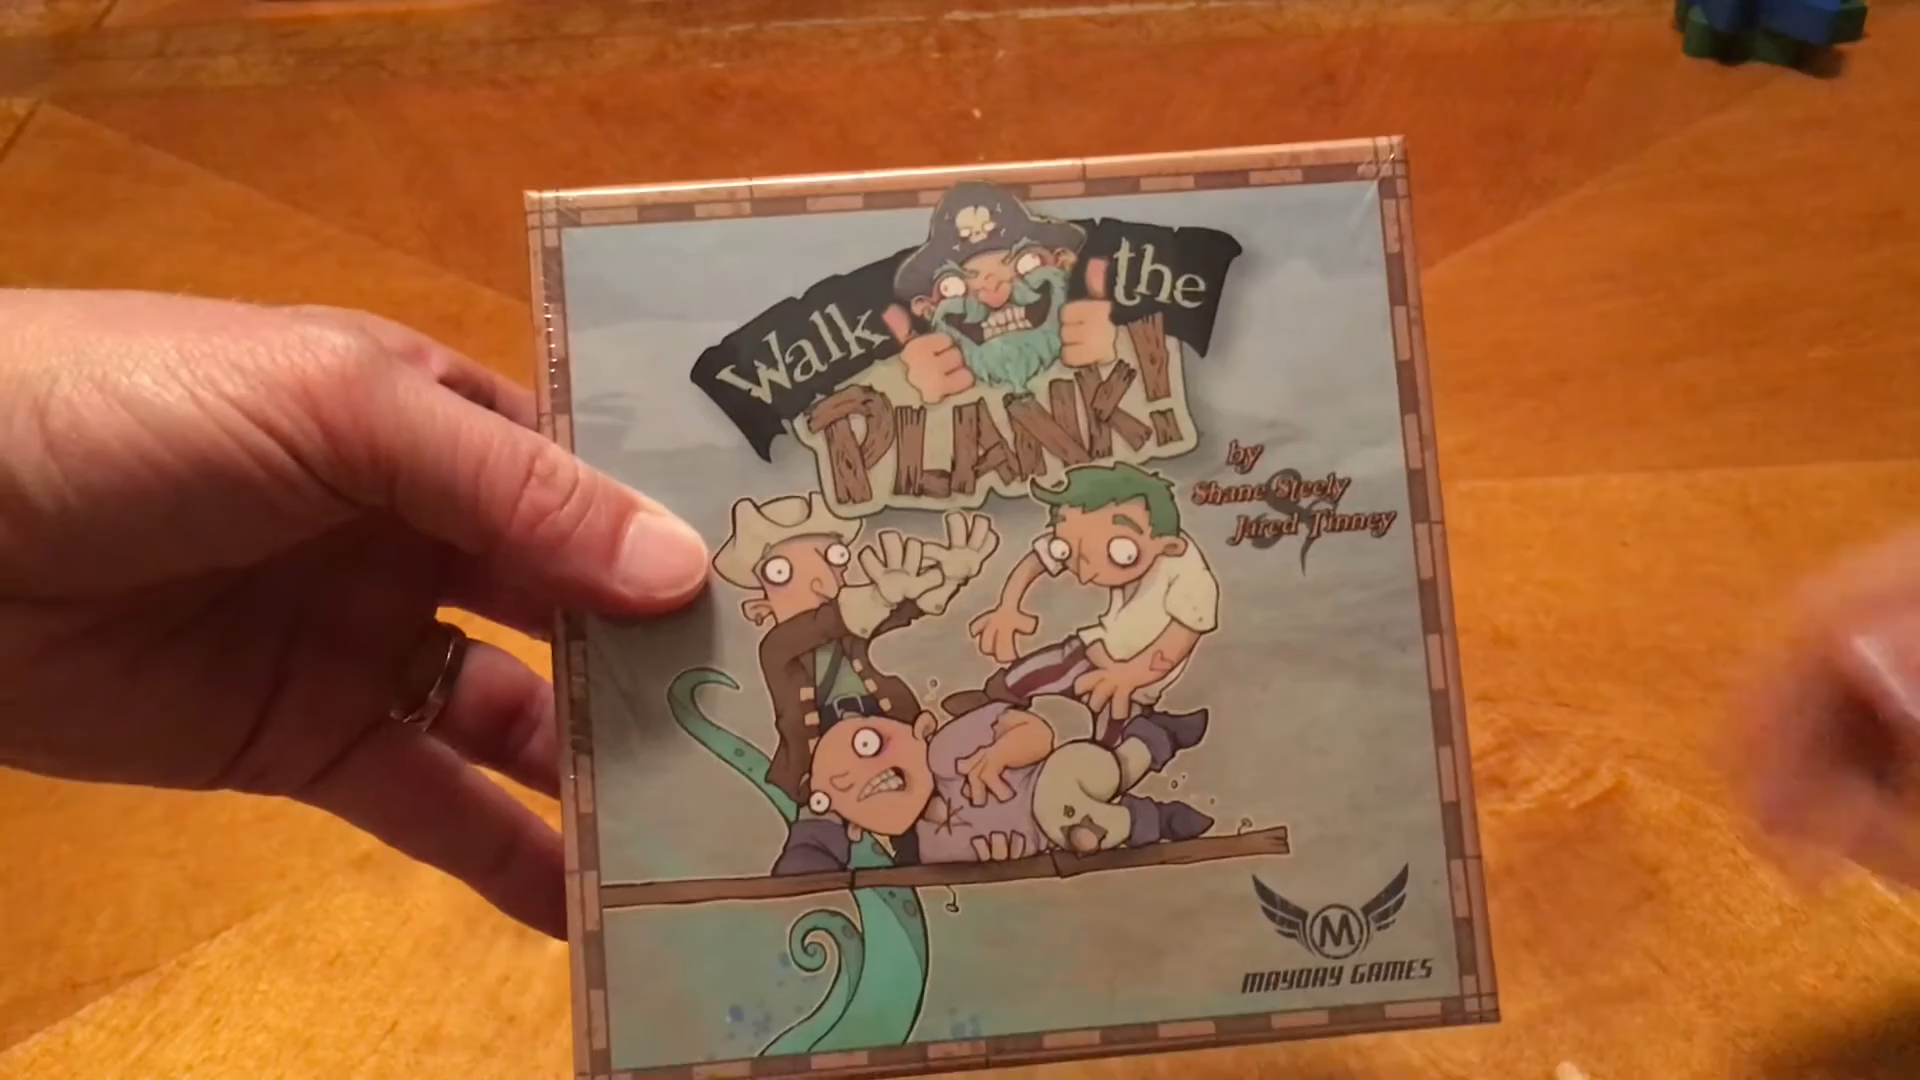 Walk the
PLANK!
by
Shane Steely
Jared Tinney
M
MAYDAY GAMES